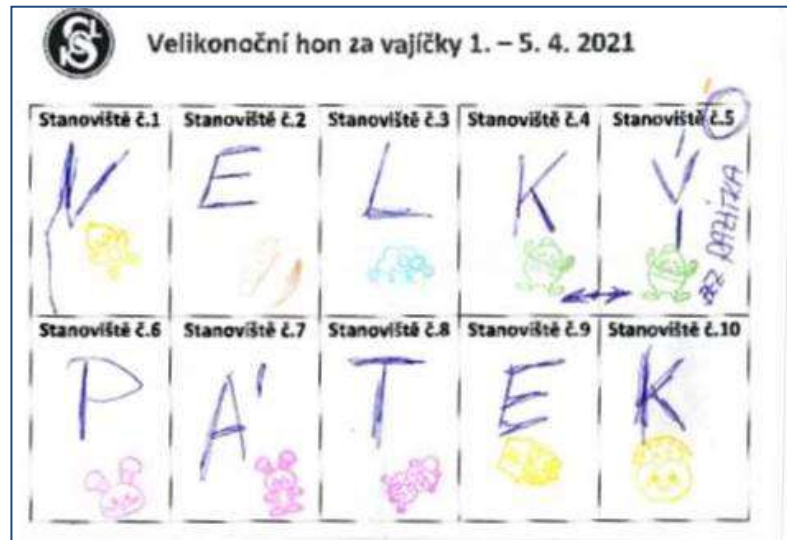 Velikonoční hon za vajíčky 1. – 5. 4. 2021
Stanoviště č.1 Stanoviště č.2 Stanoviště č.3 Stanoviště č.4 Stanoviště č.5
V E L K Ý
BEZ RAZÍTKA
Stanoviště č.6 Stanoviště č.7 Stanoviště č.8 Stanoviště č.9 Stanoviště č.10
P Á T E K